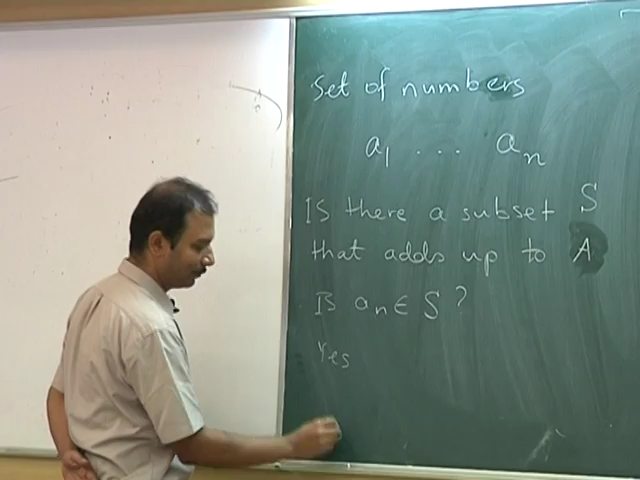 Set of numbers
a1 ... an
Is there a subset S
that adds up to A
Is an ∈ S ?
Yes